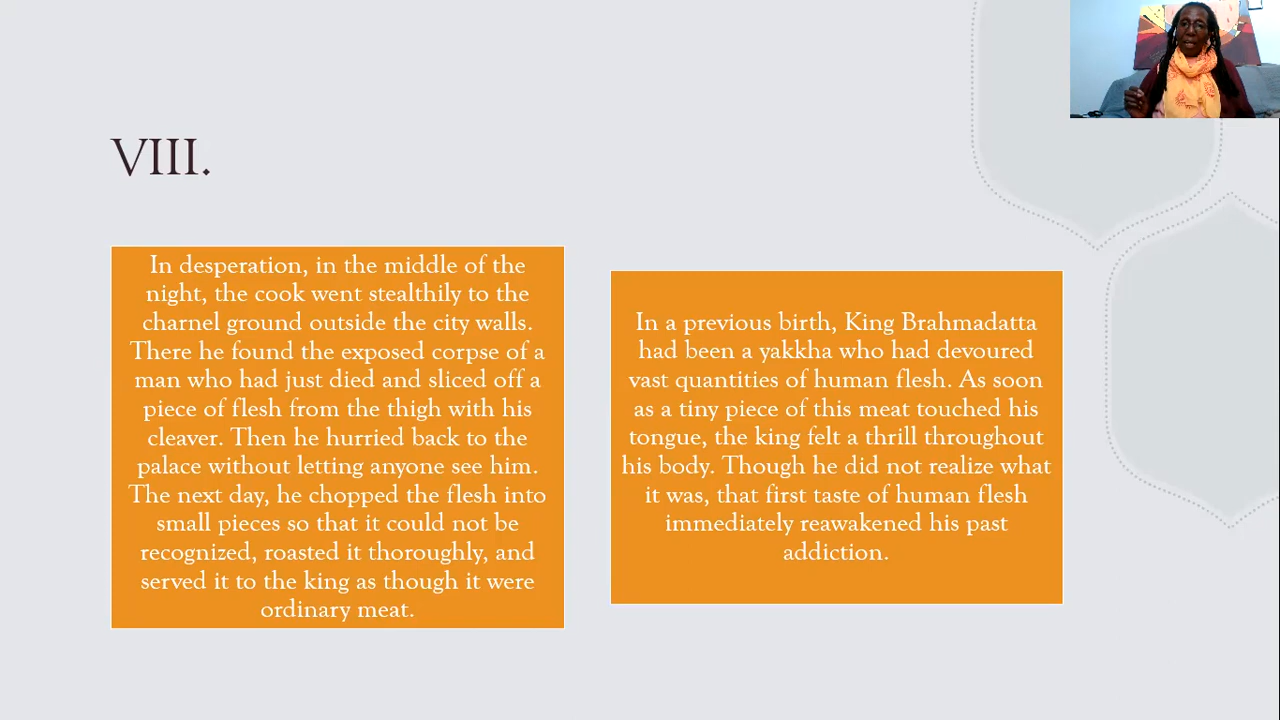 VIII.
In desperation, in the middle of the
night, the cook went stealthily to the
charnel ground outside the city walls.
There he found the exposed corpse of a
man who had just died and sliced off a
piece of flesh from the thigh with his
cleaver. Then he hurried back to the
palace without letting anyone see him.
The next day, he chopped the flesh into
small pieces so that it could not be
recognized, roasted it thoroughly, and
served it to the king as though it were
ordinary meat.
In a previous birth, King Brahmadatta
had been a yakkha who had devoured
vast quantities of human flesh. As soon
as a tiny piece of this meat touched his
tongue, the king felt a thrill throughout
his body. Though he did not realize what
it was, that first taste of human flesh
immediately reawakened his past
addiction.